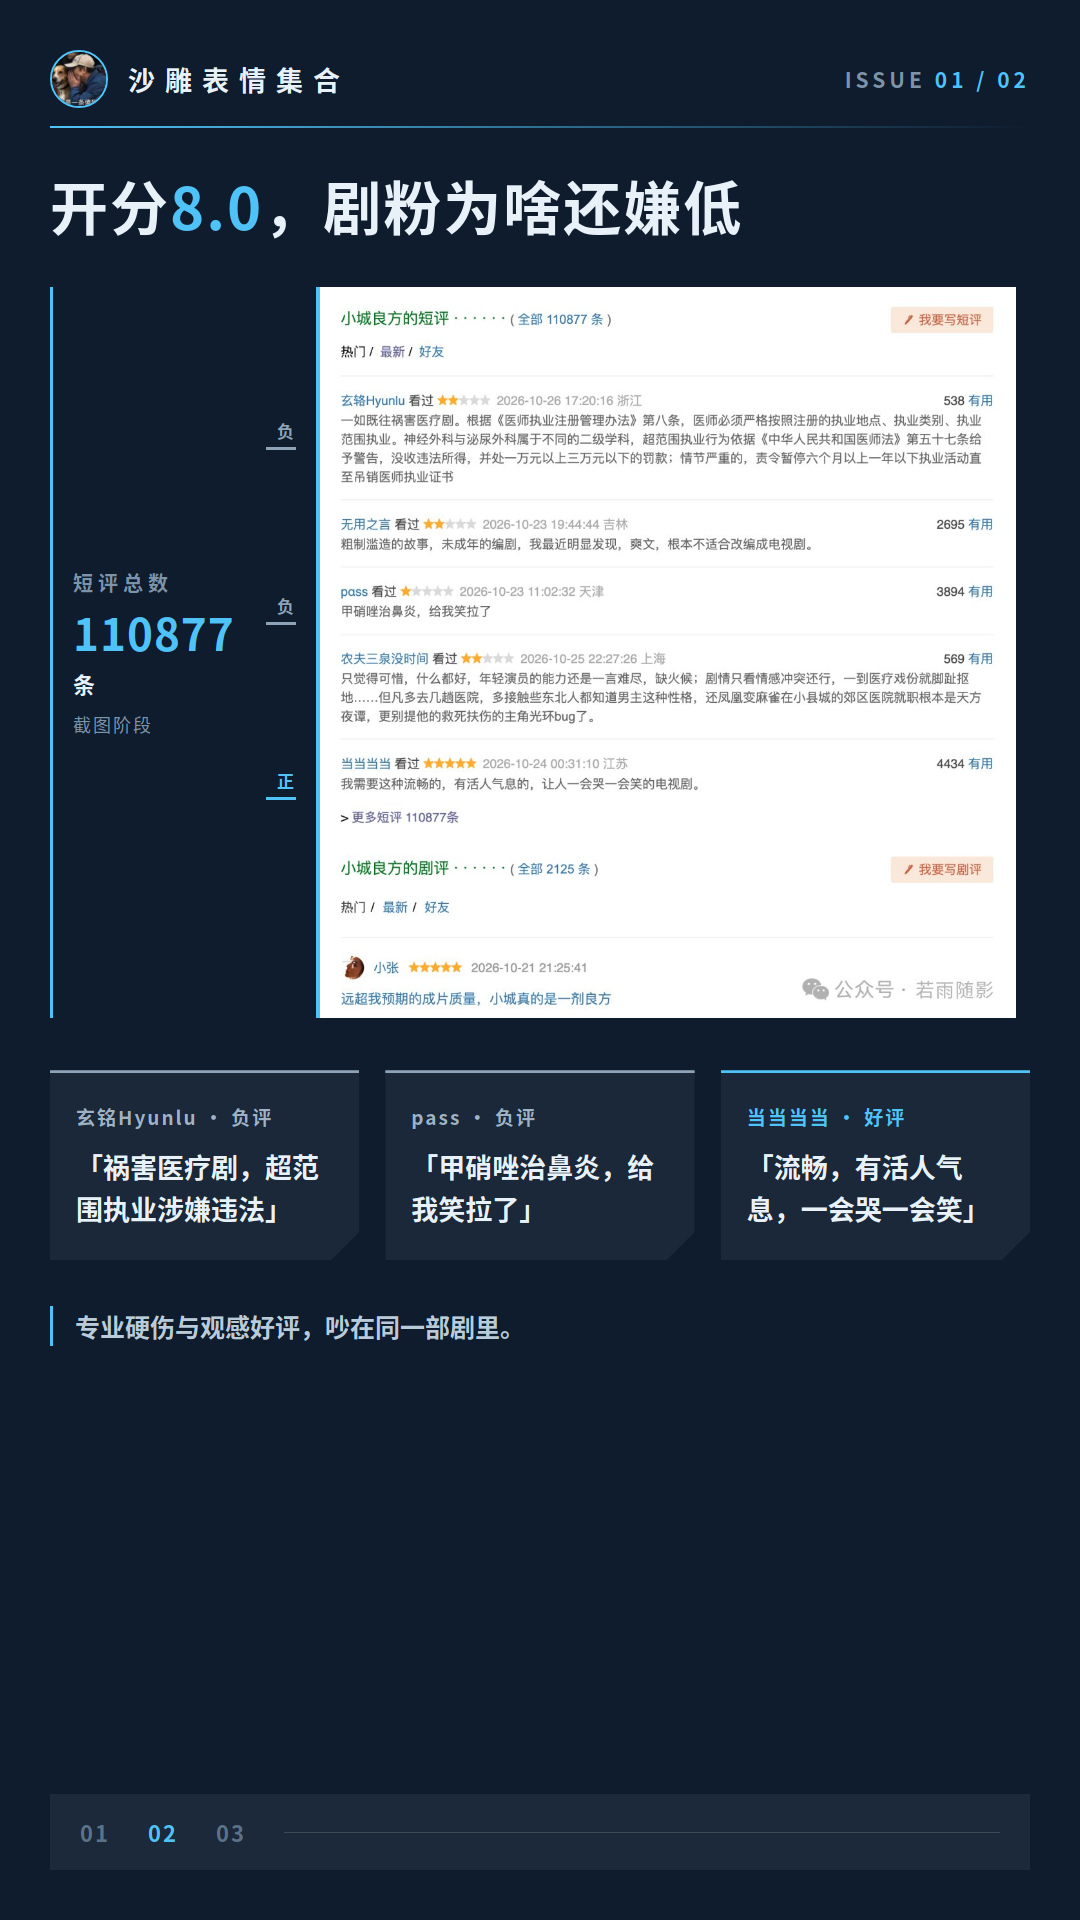 沙雕表情集合
ISSUE 01 / 02
开分8.0，剧粉为啥还嫌低
短评总数
110877
条
截图阶段
负
负
正
小城良方的短评 · · · · · · ( 全部 110877 条 )
我要写短评
热门 / 最新 / 好友
玄辂Hyunlu 看过 ★★★★★ 2026-10-26 17:20:16 浙江
538 有用
一如既往祸害医疗剧。根据《医师执业注册管理办法》第八条，医师必须严格按照注册的执业地点、执业类别、执业
范围执业。神经外科与泌尿外科属于不同的二级学科，超范围执业行为依据《中华人民共和国医师法》第五十七条给
予警告，没收违法所得，并处一万元以上三万元以下的罚款；情节严重的，责令暂停六个月以上一年以下执业活动直
至吊销医师执业证书
无用之言 看过 ★★★★★ 2026-10-23 19:44:44 吉林
2695 有用
粗制滥造的故事，未成年的编剧，我最近明显发现，爽文，根本不适合改编成电视剧。
pass 看过 ★★★★★ 2026-10-23 11:02:32 天津
3894 有用
甲硝唑治鼻炎，给我笑拉了
农夫三泉没时间 看过 ★★★★★ 2026-10-25 22:27:26 上海
569 有用
只觉得可惜，什么都好，年轻演员的能力还是一言难尽，缺火候；剧情只看情感冲突还行，一到医疗戏份就脚趾抠
地……但凡多去几趟医院，多接触些东北人都知道男主这种性格，还凤凰变麻雀在小县城的郊区医院就职根本是天方
夜谭，更别提他的救死扶伤的主角光环bug了。
当当当当 看过 ★★★★★ 2026-10-24 00:31:10 江苏
4434 有用
我需要这种流畅的，有活人气息的，让人一会哭一会笑的电视剧。
> 更多短评 110877条
小城良方的剧评 · · · · · · ( 全部 2125 条 )
我要写剧评
热门 / 最新 / 好友
小张 ★★★★★ 2026-10-21 21:25:41
远超我预期的成片质量，小城真的是一剂良方
公众号 · 若雨随影
玄铭Hyunlu · 负评
「祸害医疗剧，超范
围执业涉嫌违法」
pass · 负评
「甲硝唑治鼻炎，给
我笑拉了」
当当当当 · 好评
「流畅，有活人气
息，一会哭一会笑」
专业硬伤与观感好评，吵在同一部剧里。
01 02 03